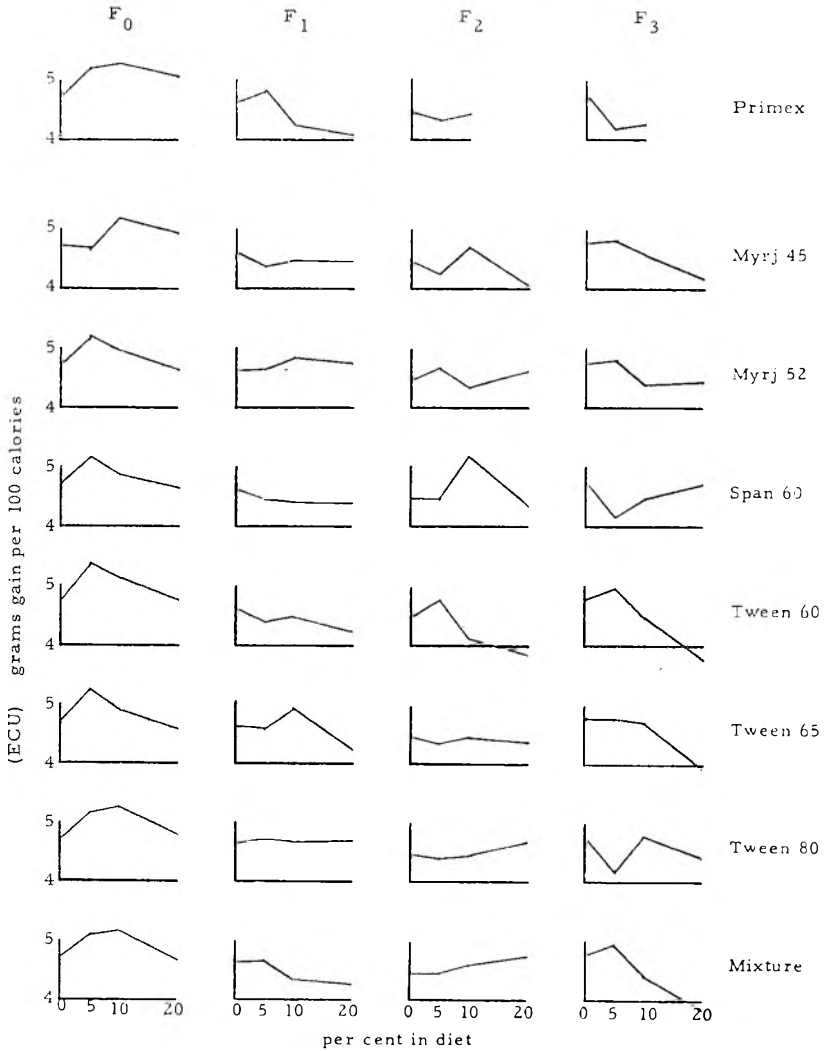 F0 F1 F2 F3
5
4
Primex
5
4
Myrj 45
5
4
Myrj 52
5
4
Span 60
5
4
Tween 60
5
4
Tween 65
5
4
Tween 80
5
4
Mixture
0 5 10 20 0 5 10 20 0 5 10 20 0 5 10 20
per cent in diet
(ECU) grams gain per 100 calories